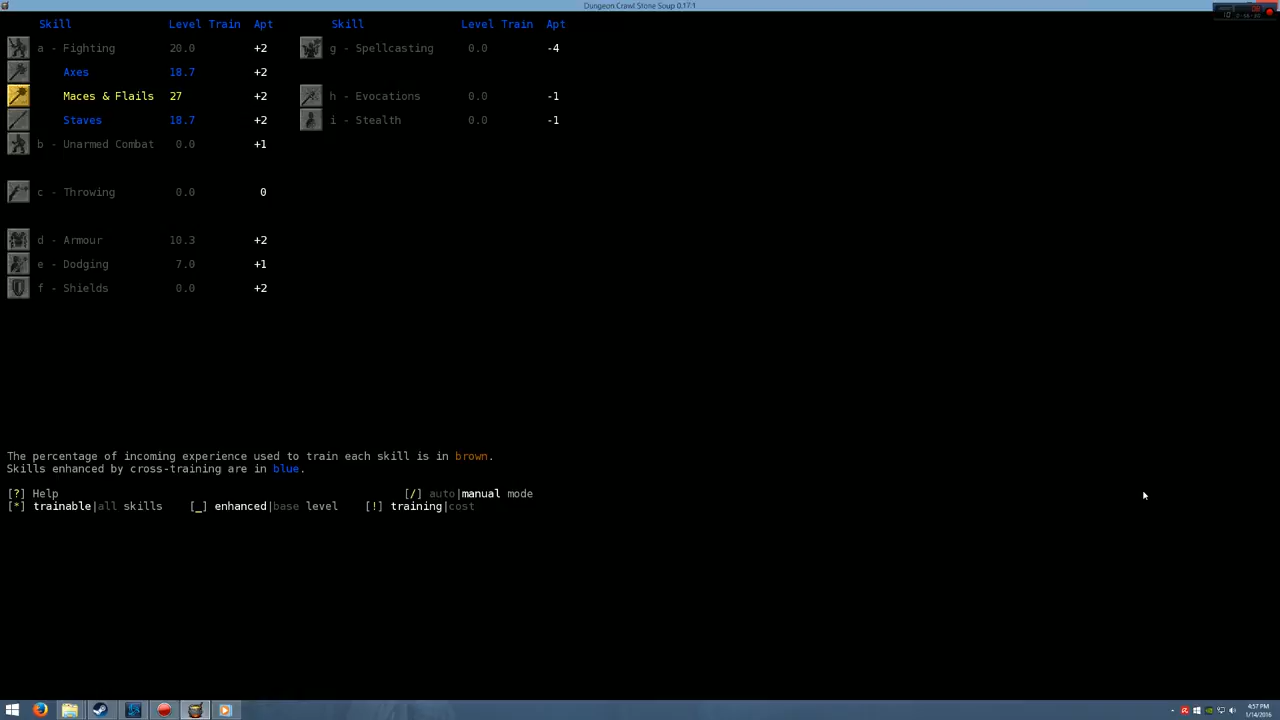 Dungeon Crawl Stone Soup 0.17.1
Skill Level Train Apt Skill Level Train Apt
a - Fighting 20.0 +2 g - Spellcasting 0.0 -4
Axes 18.7 +2
Maces & Flails 27 +2 h - Evocations 0.0 -1
Staves 18.7 +2 i - Stealth 0.0 -1
b - Unarmed Combat 0.0 +1
c - Throwing 0.0 0
d - Armour 10.3 +2
e - Dodging 7.0 +1
f - Shields 0.0 +2
The percentage of incoming experience used to train each skill is in brown.
Skills enhanced by cross-training are in blue.
[?] Help [/] auto|manual mode
[*] trainable|all skills [_] enhanced|base level [!] training|cost
4:57 PM
1/14/2016